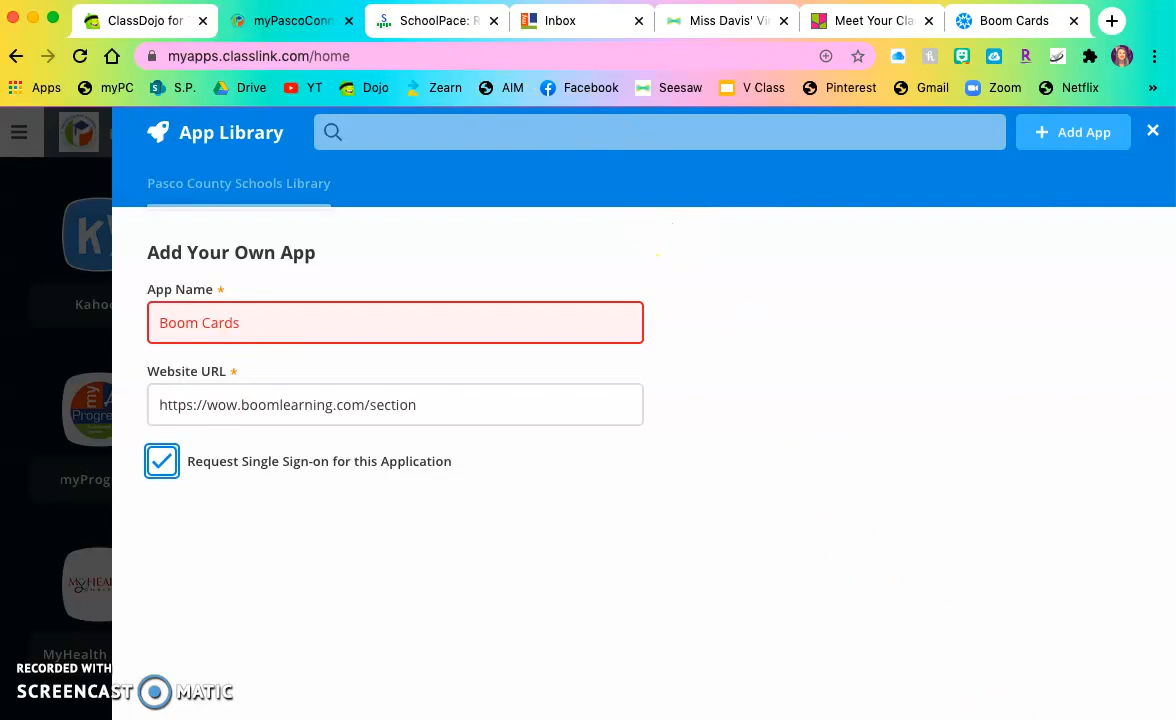 ClassDojo for
myPascoConn
SchoolPace: R
Inbox
Miss Davis' Vir
Meet Your Cla
Boom Cards
myapps.classlink.com/home
Apps myPC S.P. Drive YT Dojo Zearn AIM Facebook Seesaw V Class Pinterest Gmail Zoom Netflix »
App Library
+ Add App
Pasco County Schools Library
Add Your Own App
App Name *
Boom Cards
Website URL *
https://wow.boomlearning.com/section
Request Single Sign-on for this Application
Kahoo
myProg
MyHealth
RECORDED WITH
SCREENCAST MATIC